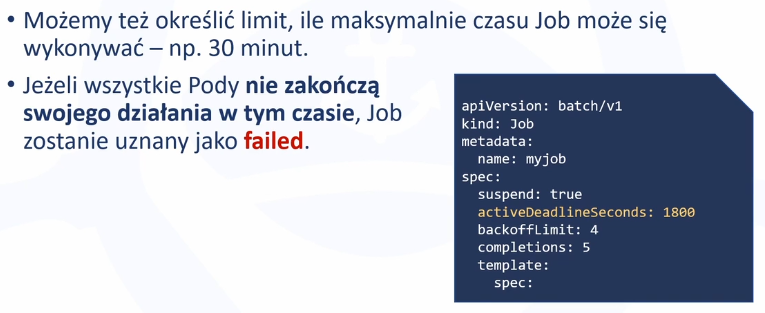 • Możemy też określić limit, ile maksymalnie czasu Job może się
wykonywać – np. 30 minut.
• Jeżeli wszystkie Pody nie zakończą
swojego działania w tym czasie, Job
zostanie uznany jako failed.
apiVersion: batch/v1
kind: Job
metadata:
  name: myjob
spec:
  suspend: true
  activeDeadlineSeconds: 1800
  backoffLimit: 4
  completions: 5
  template:
    spec: